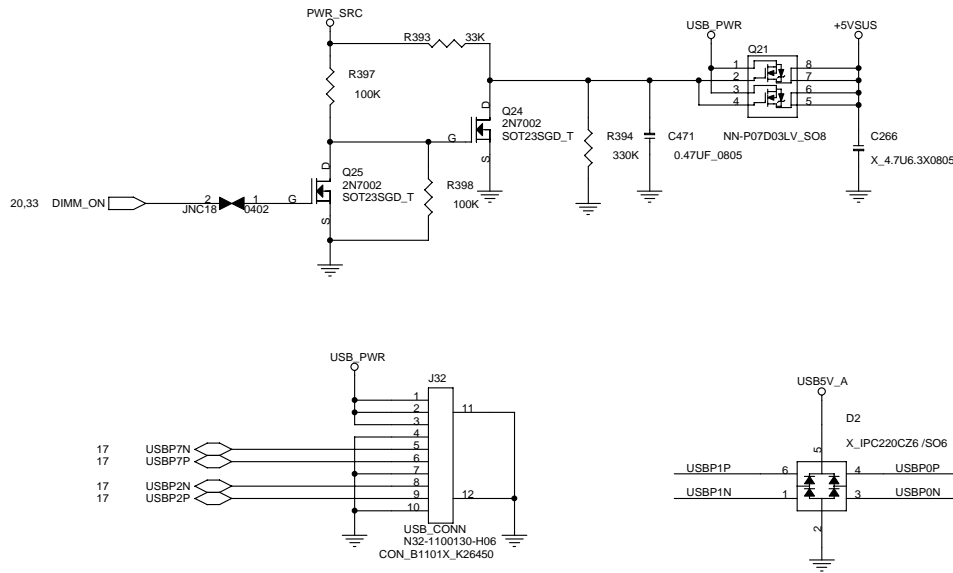 PWR_SRC
R393 33K
USB_PWR
+5VSUS
Q21
1 8
2 7
3 6
4 5
NN-P07D03LV_SO8
R397
100K
D
G
S
Q24
2N7002
SOT23SGD_T
R394
330K
C471
0.47UF_0805
C266
X_4.7U6.3X0805
D
G
S
Q25
2N7002
SOT23SGD_T
R398
100K
20,33 DIMM_ON
2 1
JNC18 0402
USB_PWR
J32
1
2
3
4
5
6
7
8
9
10
11
12
17 USBP7N
17 USBP7P
17 USBP2N
17 USBP2P
USB_CONN
N32-1100130-H06
CON_B1101X_K26450
USB5V_A
D2
X_IPC220CZ6 /SO6
5
USBP1P 6 4 USBP0P
USBP1N 1 3 USBP0N
2